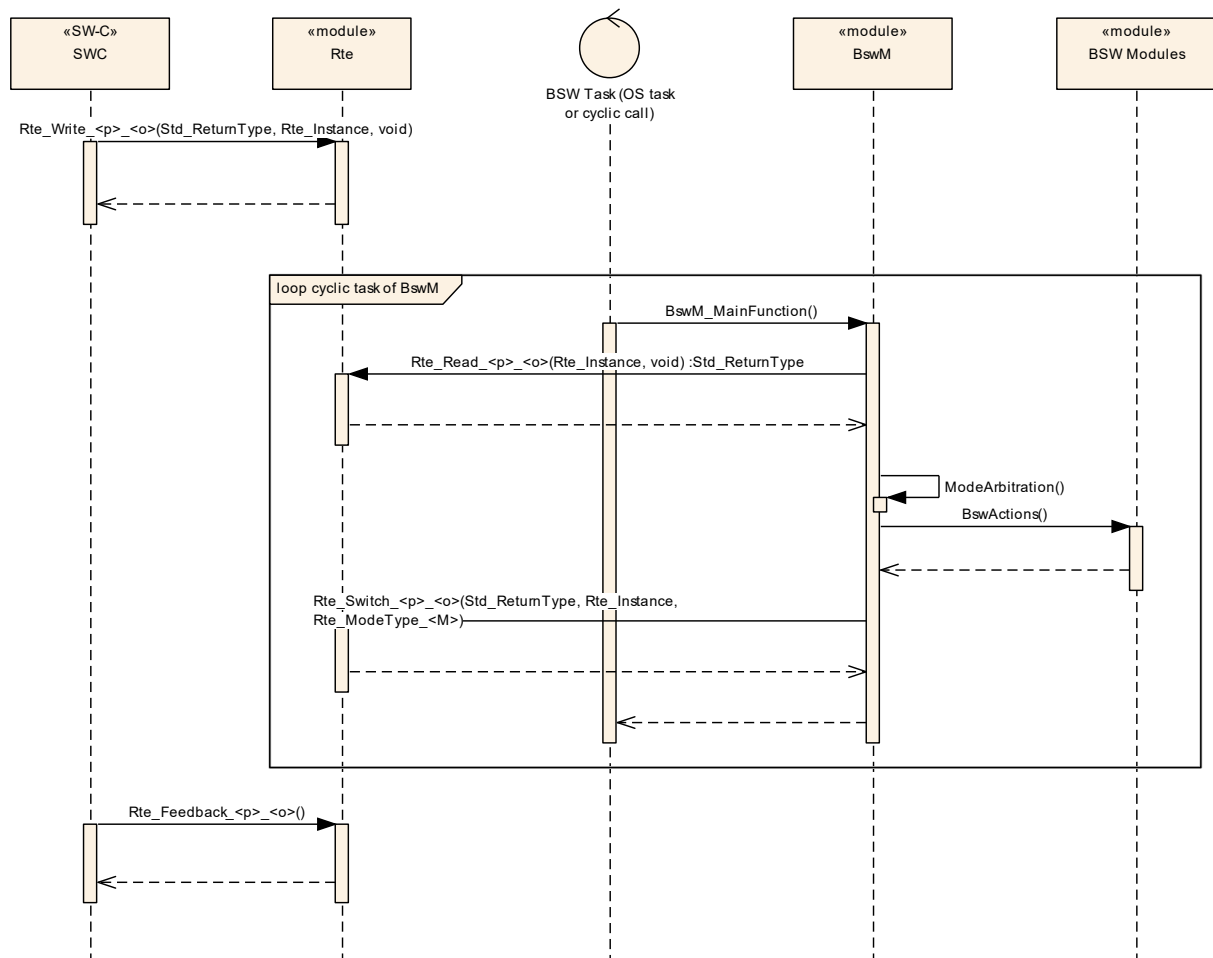 «SW-C»
SWC
«module»
Rte
BSW Task (OS task
or cyclic call)
«module»
BswM
«module»
BSW Modules
Rte_Write_<p>_<o>(Std_ReturnType, Rte_Instance, void)
loop cyclic task of BswM
BswM_MainFunction()
Rte_Read_<p>_<o>(Rte_Instance, void) :Std_ReturnType
ModeArbitration()
BswActions()
Rte_Switch_<p>_<o>(Std_ReturnType, Rte_Instance,
Rte_ModeType_<M>)
Rte_Feedback_<p>_<o>()